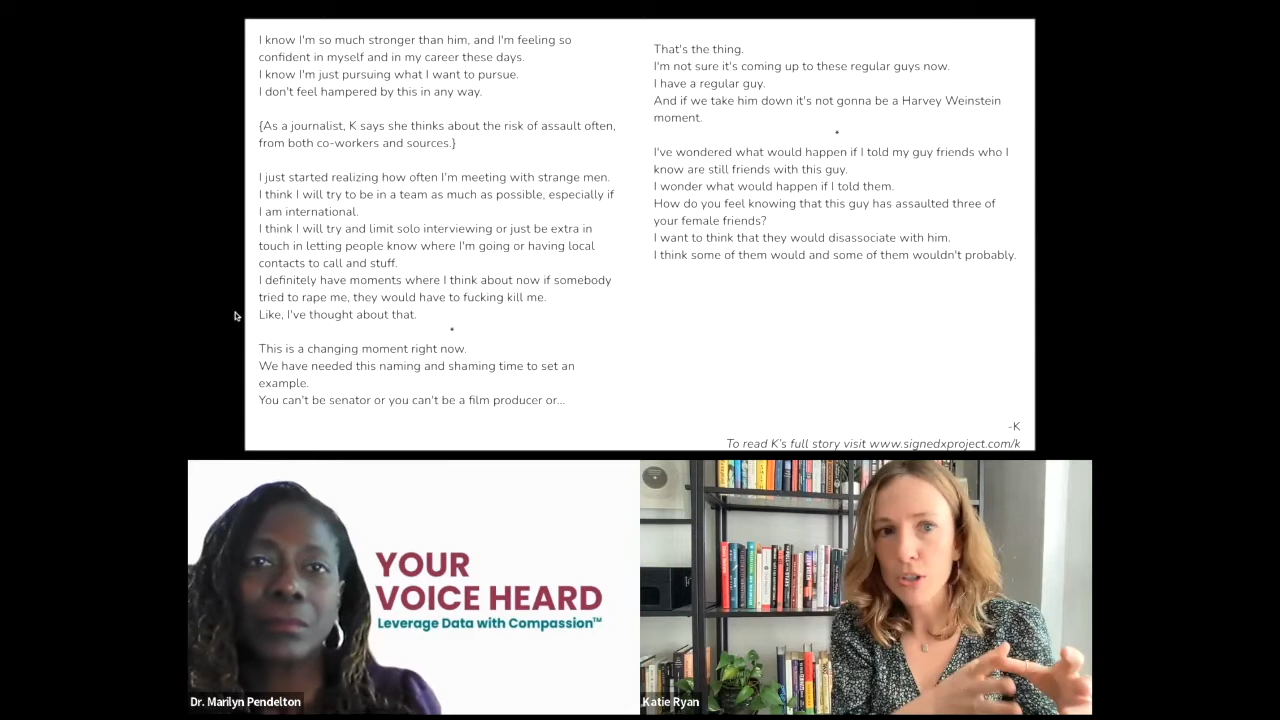 I know I'm so much stronger than him, and I'm feeling so
confident in myself and in my career these days.
I know I'm just pursuing what I want to pursue.
I don't feel hampered by this in any way.
{As a journalist, K says she thinks about the risk of assault often,
from both co-workers and sources.}
I just started realizing how often I'm meeting with strange men.
I think I will try to be in a team as much as possible, especially if
I am international.
I think I will try and limit solo interviewing or just be extra in
touch in letting people know where I'm going or having local
contacts to call and stuff.
I definitely have moments where I think about now if somebody
tried to rape me, they would have to fucking kill me.
Like, I've thought about that.
*
This is a changing moment right now.
We have needed this naming and shaming time to set an
example.
You can't be senator or you can't be a film producer or...
That's the thing.
I'm not sure it's coming up to these regular guys now.
I have a regular guy.
And if we take him down it's not gonna be a Harvey Weinstein
moment.
*
I've wondered what would happen if I told my guy friends who I
know are still friends with this guy.
I wonder what would happen if I told them.
How do you feel knowing that this guy has assaulted three of
your female friends?
I want to think that they would disassociate with him.
I think some of them would and some of them wouldn't probably.
-K
To read K's full story visit www.signedxproject.com/k
YOUR
VOICE HEARD
Leverage Data with Compassion™
Dr. Marilyn Pendelton
Katie Ryan